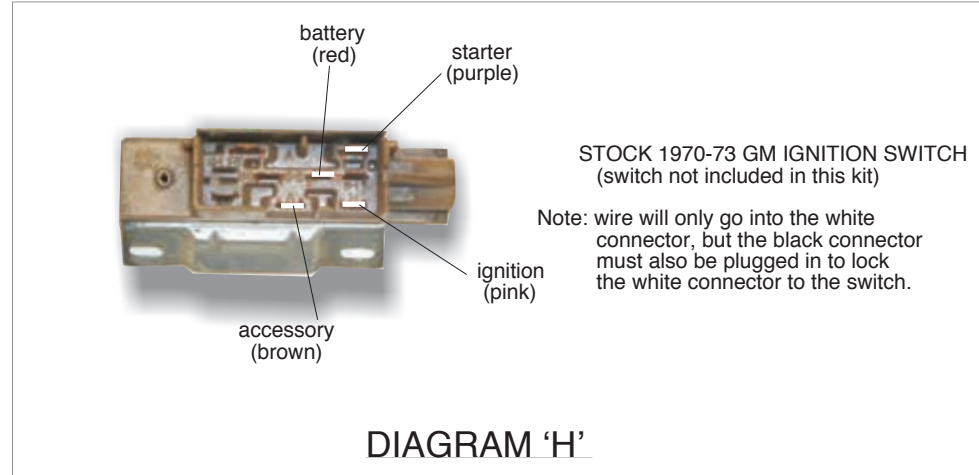 battery
(red)
starter
(purple)
STOCK 1970-73 GM IGNITION SWITCH
(switch not included in this kit)
Note: wire will only go into the white
connector, but the black connector
must also be plugged in to lock
the white connector to the switch.
ignition
(pink)
accessory
(brown)
DIAGRAM ‘H’